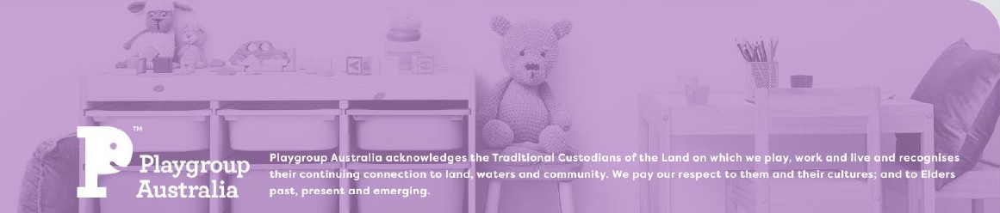 TM
Playgroup
Australia
Playgroup Australia acknowledges the Traditional Custodians of the Land on which we play, work and live and recognises
their continuing connection to land, waters and community. We pay our respect to them and their cultures; and to Elders
past, present and emerging.